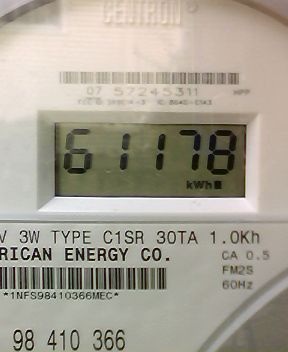 CENTRON
07 57245311
61178
kWh
V 3W TYPE C1SR 30TA 1.0Kh
RICAN ENERGY CO. CA 0.5
FM2S
*1NFS98410366MEC* 60Hz
98 410 366